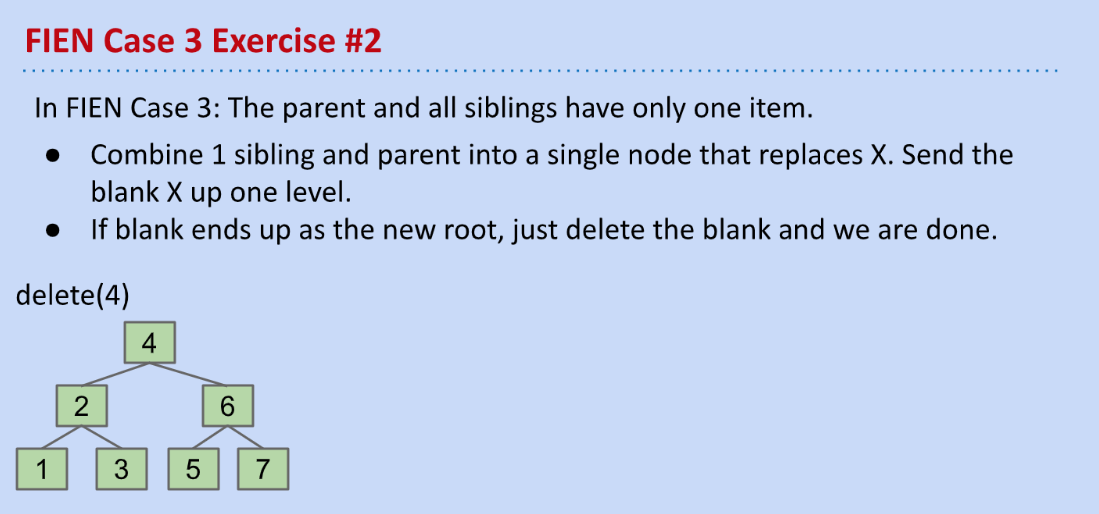 FIEN Case 3 Exercise #2
In FIEN Case 3: The parent and all siblings have only one item.
● Combine 1 sibling and parent into a single node that replaces X. Send the
blank X up one level.
● If blank ends up as the new root, just delete the blank and we are done.
delete(4)
4
2 6
1 3 5 7